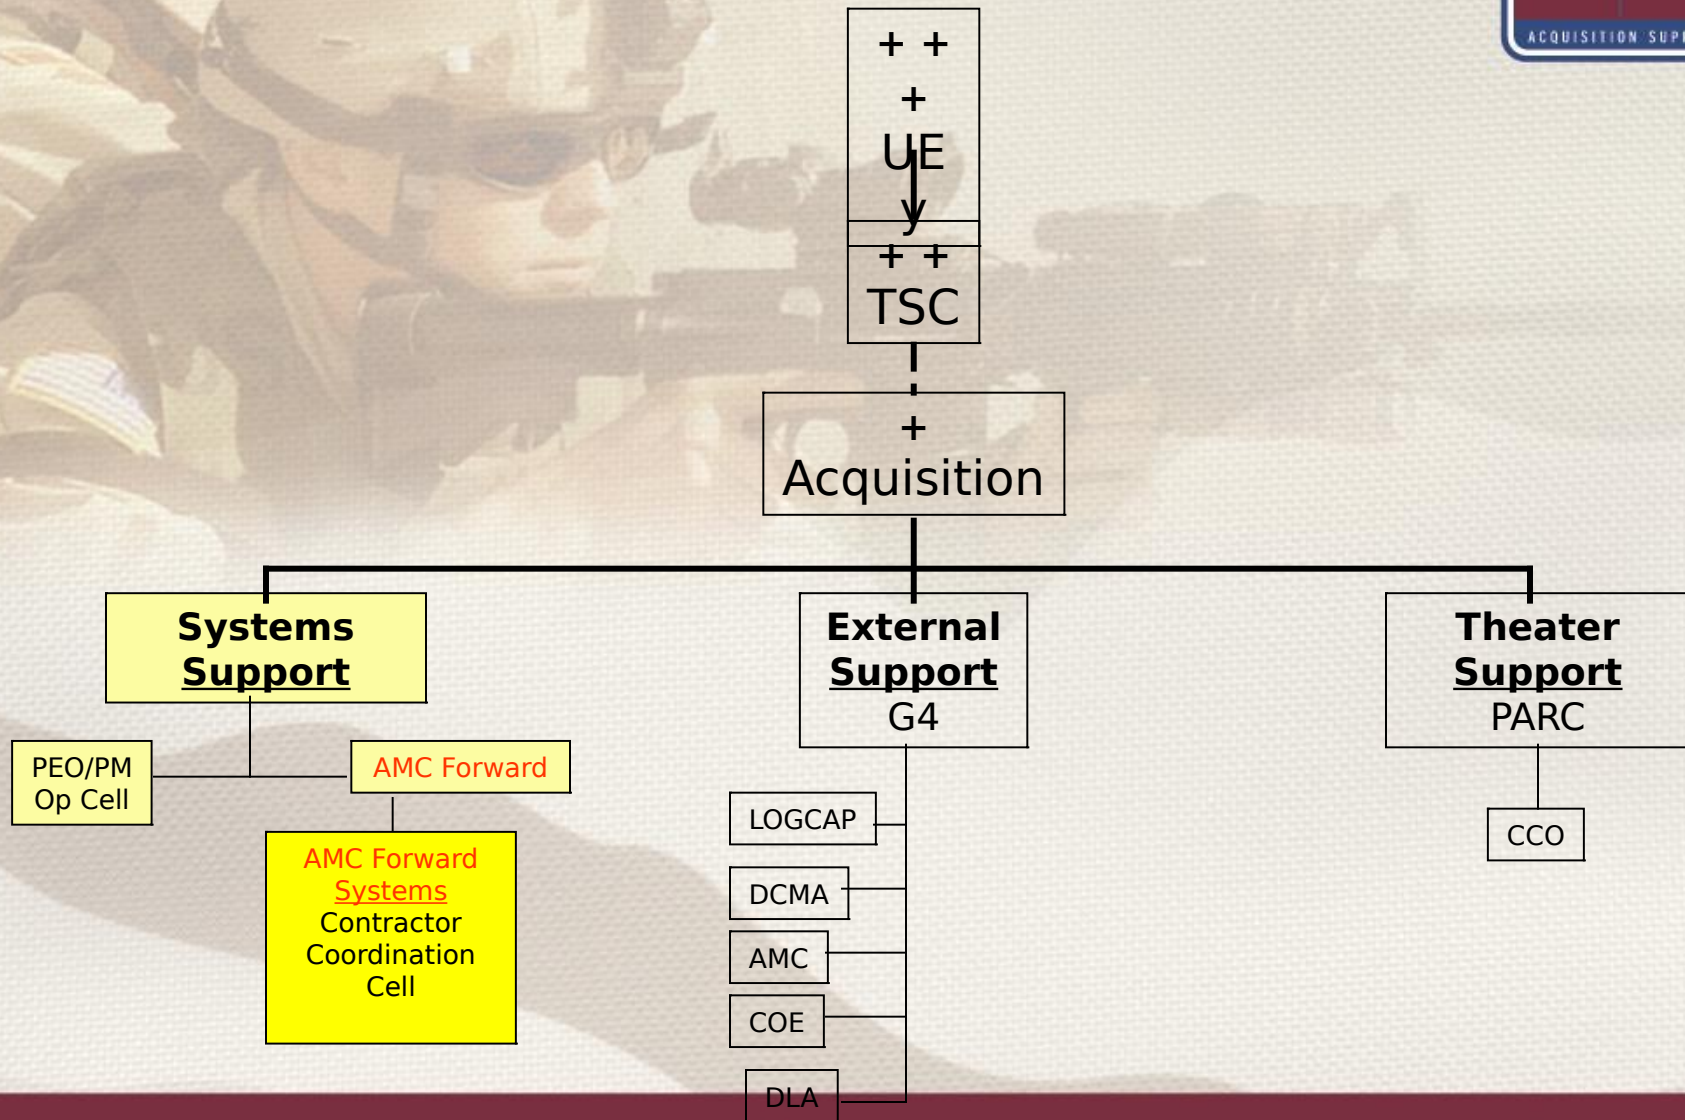 ACQUISITION SUP
+ +
+
UE
y
+ +
TSC
+
Acquisition
Systems
Support
External
Support
G4
Theater
Support
PARC
PEO/PM
Op Cell
AMC Forward
AMC Forward
Systems
Contractor
Coordination
Cell
LOGCAP
DCMA
AMC
COE
DLA
CCO